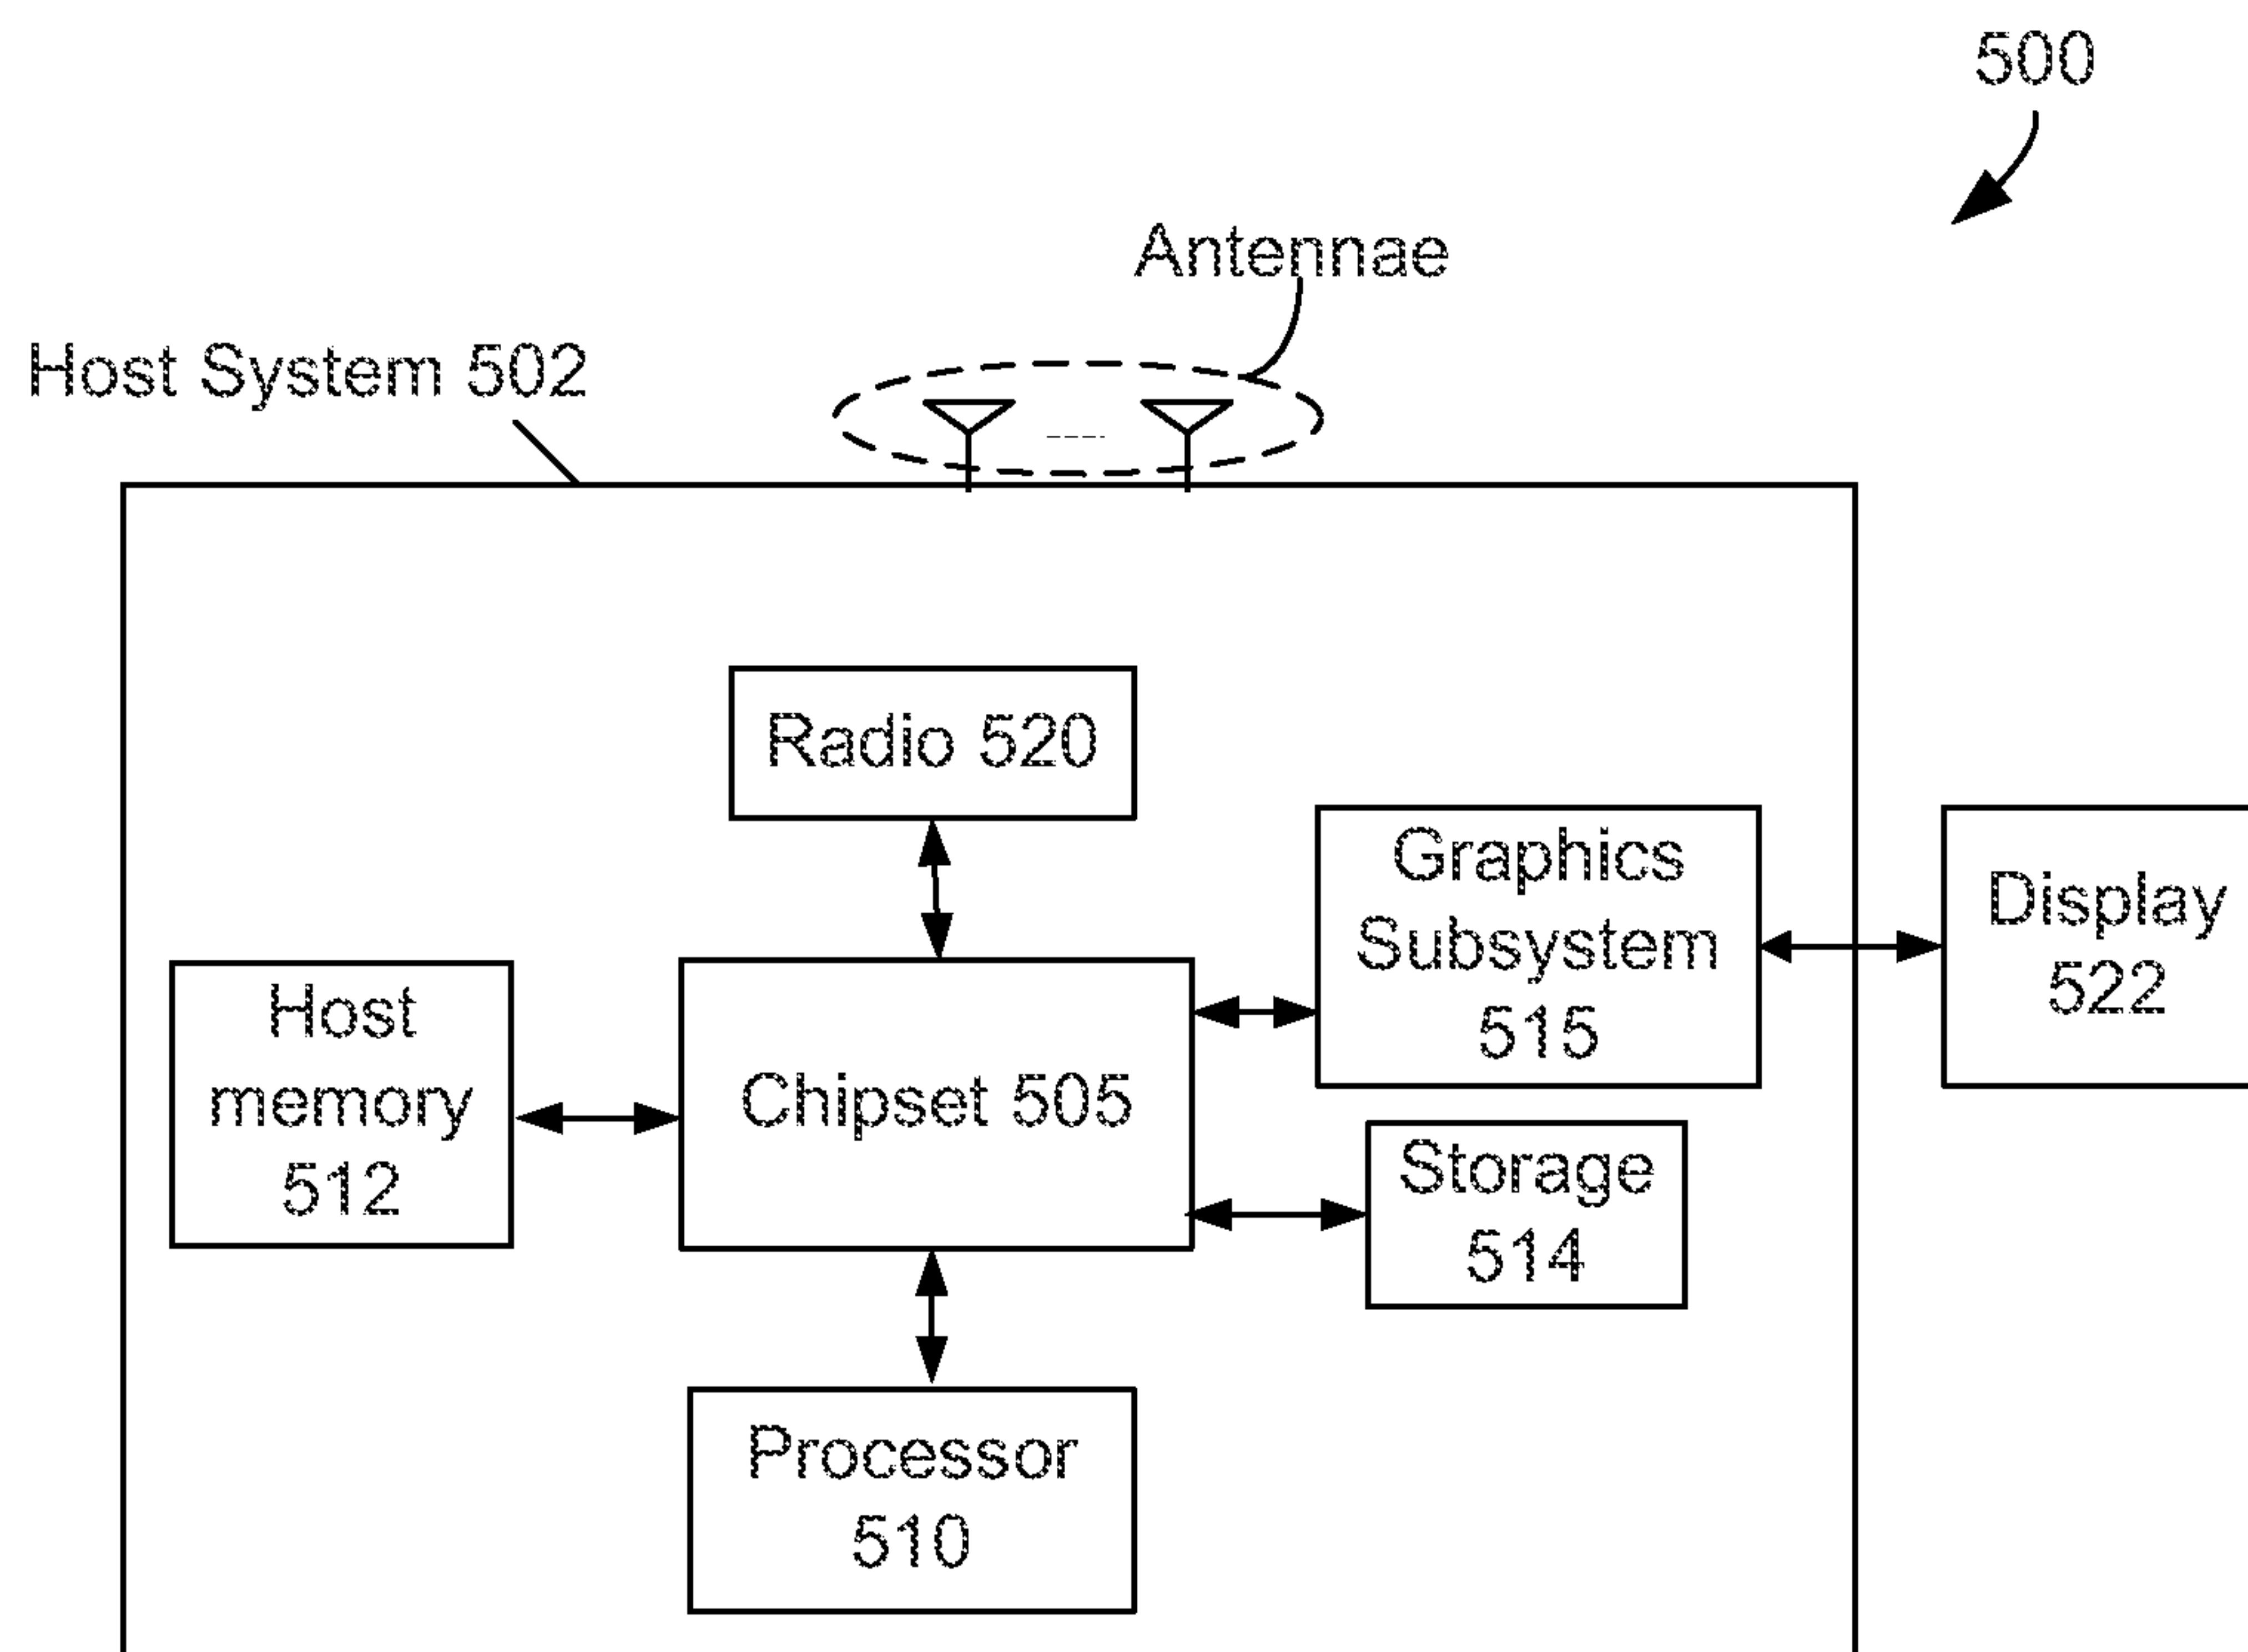 500
Antennae
Host System 502
Radio 520
Graphics
Subsystem
515
Display
522
Host
memory
512
Chipset 505
Storage
514
Processor
510